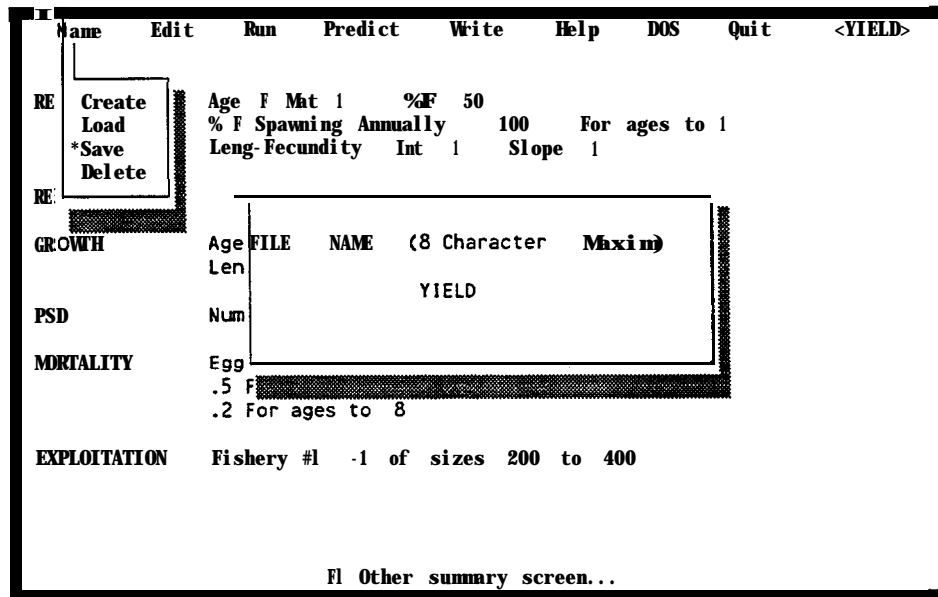 Name Edit Run Predict Write Help DOS Quit <YIELD>
RE Create Age F Mat 1 %F 50
Load % F Spawning Annually 100 For ages to 1
*Save Leng-Fecundity Int 1 Slope 1
Delete
RE
GROWTH Age FILE NAME (8 Character Maxim)
Len
YIELD
PSD Num
MORTALITY Egg
.5 F
.2 For ages to 8
EXPLOITATION Fishery #1 -1 of sizes 200 to 400
F1 Other summary screen...